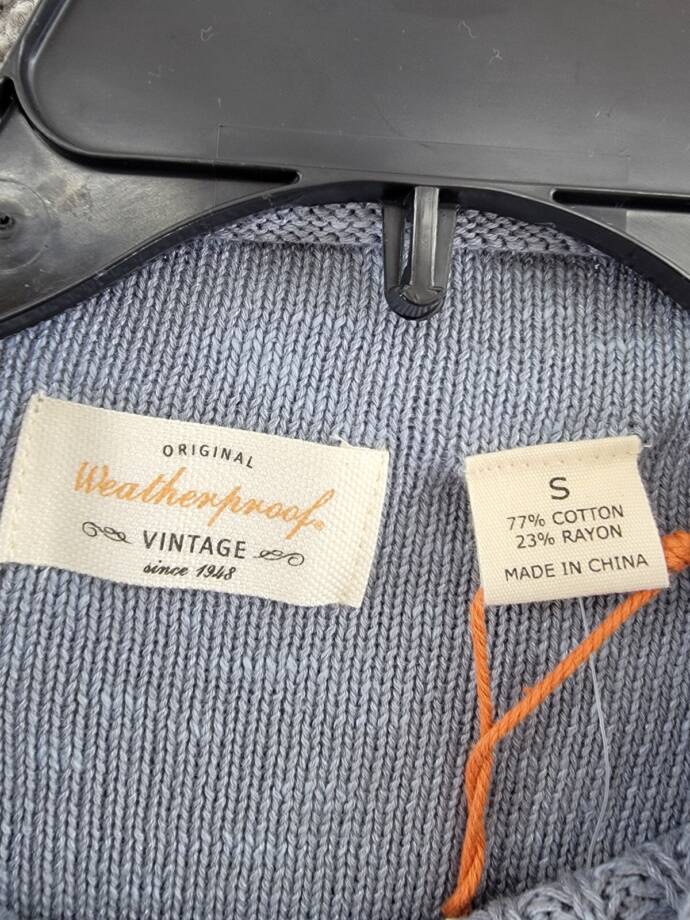 ORIGINAL
Weatherproof®
VINTAGE
since 1948
S
77% COTTON
23% RAYON
MADE IN CHINA